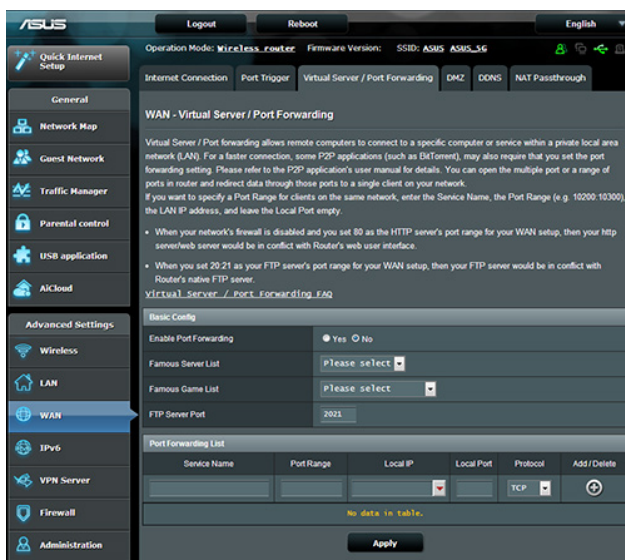 ASUS
Logout
Reboot
English
Quick Internet Setup
Operation Mode: Wireless router Firmware Version: SSID: ASUS ASUS_5G
Internet Connection
Port Trigger
Virtual Server / Port Forwarding
DMZ
DDNS
NAT Passthrough
General
Network Map
Guest Network
Traffic Manager
Parental control
USB application
AiCloud
Advanced Settings
Wireless
LAN
WAN
IPv6
VPN Server
Firewall
Administration
WAN - Virtual Server / Port Forwarding
Virtual Server / Port forwarding allows remote computers to connect to a specific computer or service within a private local area
network (LAN). For a faster connection, some P2P applications (such as BitTorrent), may also require that you set the port
forwarding setting. Please refer to the P2P application's user manual for details. You can open the multiple port or a range of
ports in router and redirect data through those ports to a single client on your network.
If you want to specify a Port Range for clients on the same network, enter the Service Name, the Port Range (e.g. 10200:10300),
the LAN IP address, and leave the Local Port empty.
• When your network's firewall is disabled and you set 80 as the HTTP server's port range for your WAN setup, then your http
server/web server would be in conflict with Router's web user interface.
• When you set 20:21 as your FTP server's port range for your WAN setup, then your FTP server would be in conflict with
Router's native FTP server.
Virtual Server / Port Forwarding FAQ
Basic Config
Enable Port Forwarding Yes No
Famous Server List Please select
Famous Game List Please select
FTP Server Port 2021
Port Forwarding List
Service Name Port Range Local IP Local Port Protocol Add / Delete
TCP
No data in table.
Apply